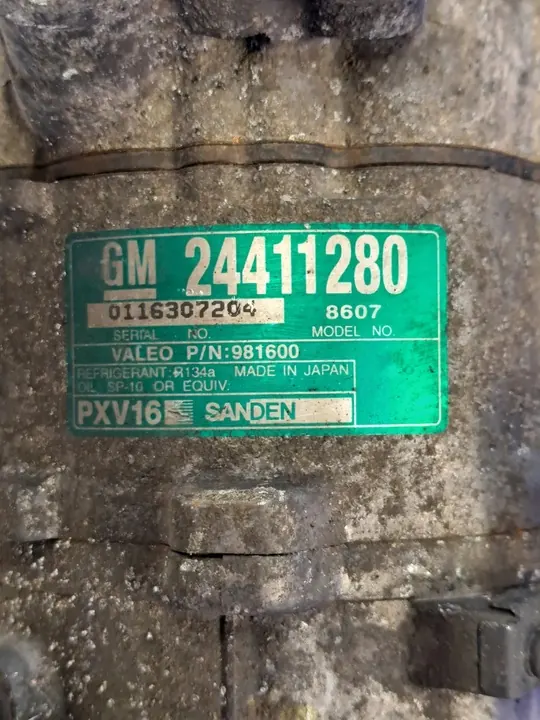 GM 24411280
0116307204 8607
SERIAL NO. MODEL NO.
VALEO P/N:981600
REFRIGERANT:R134a MADE IN JAPAN
OIL SP-10 OR EQUIV.
PXV16 SANDEN